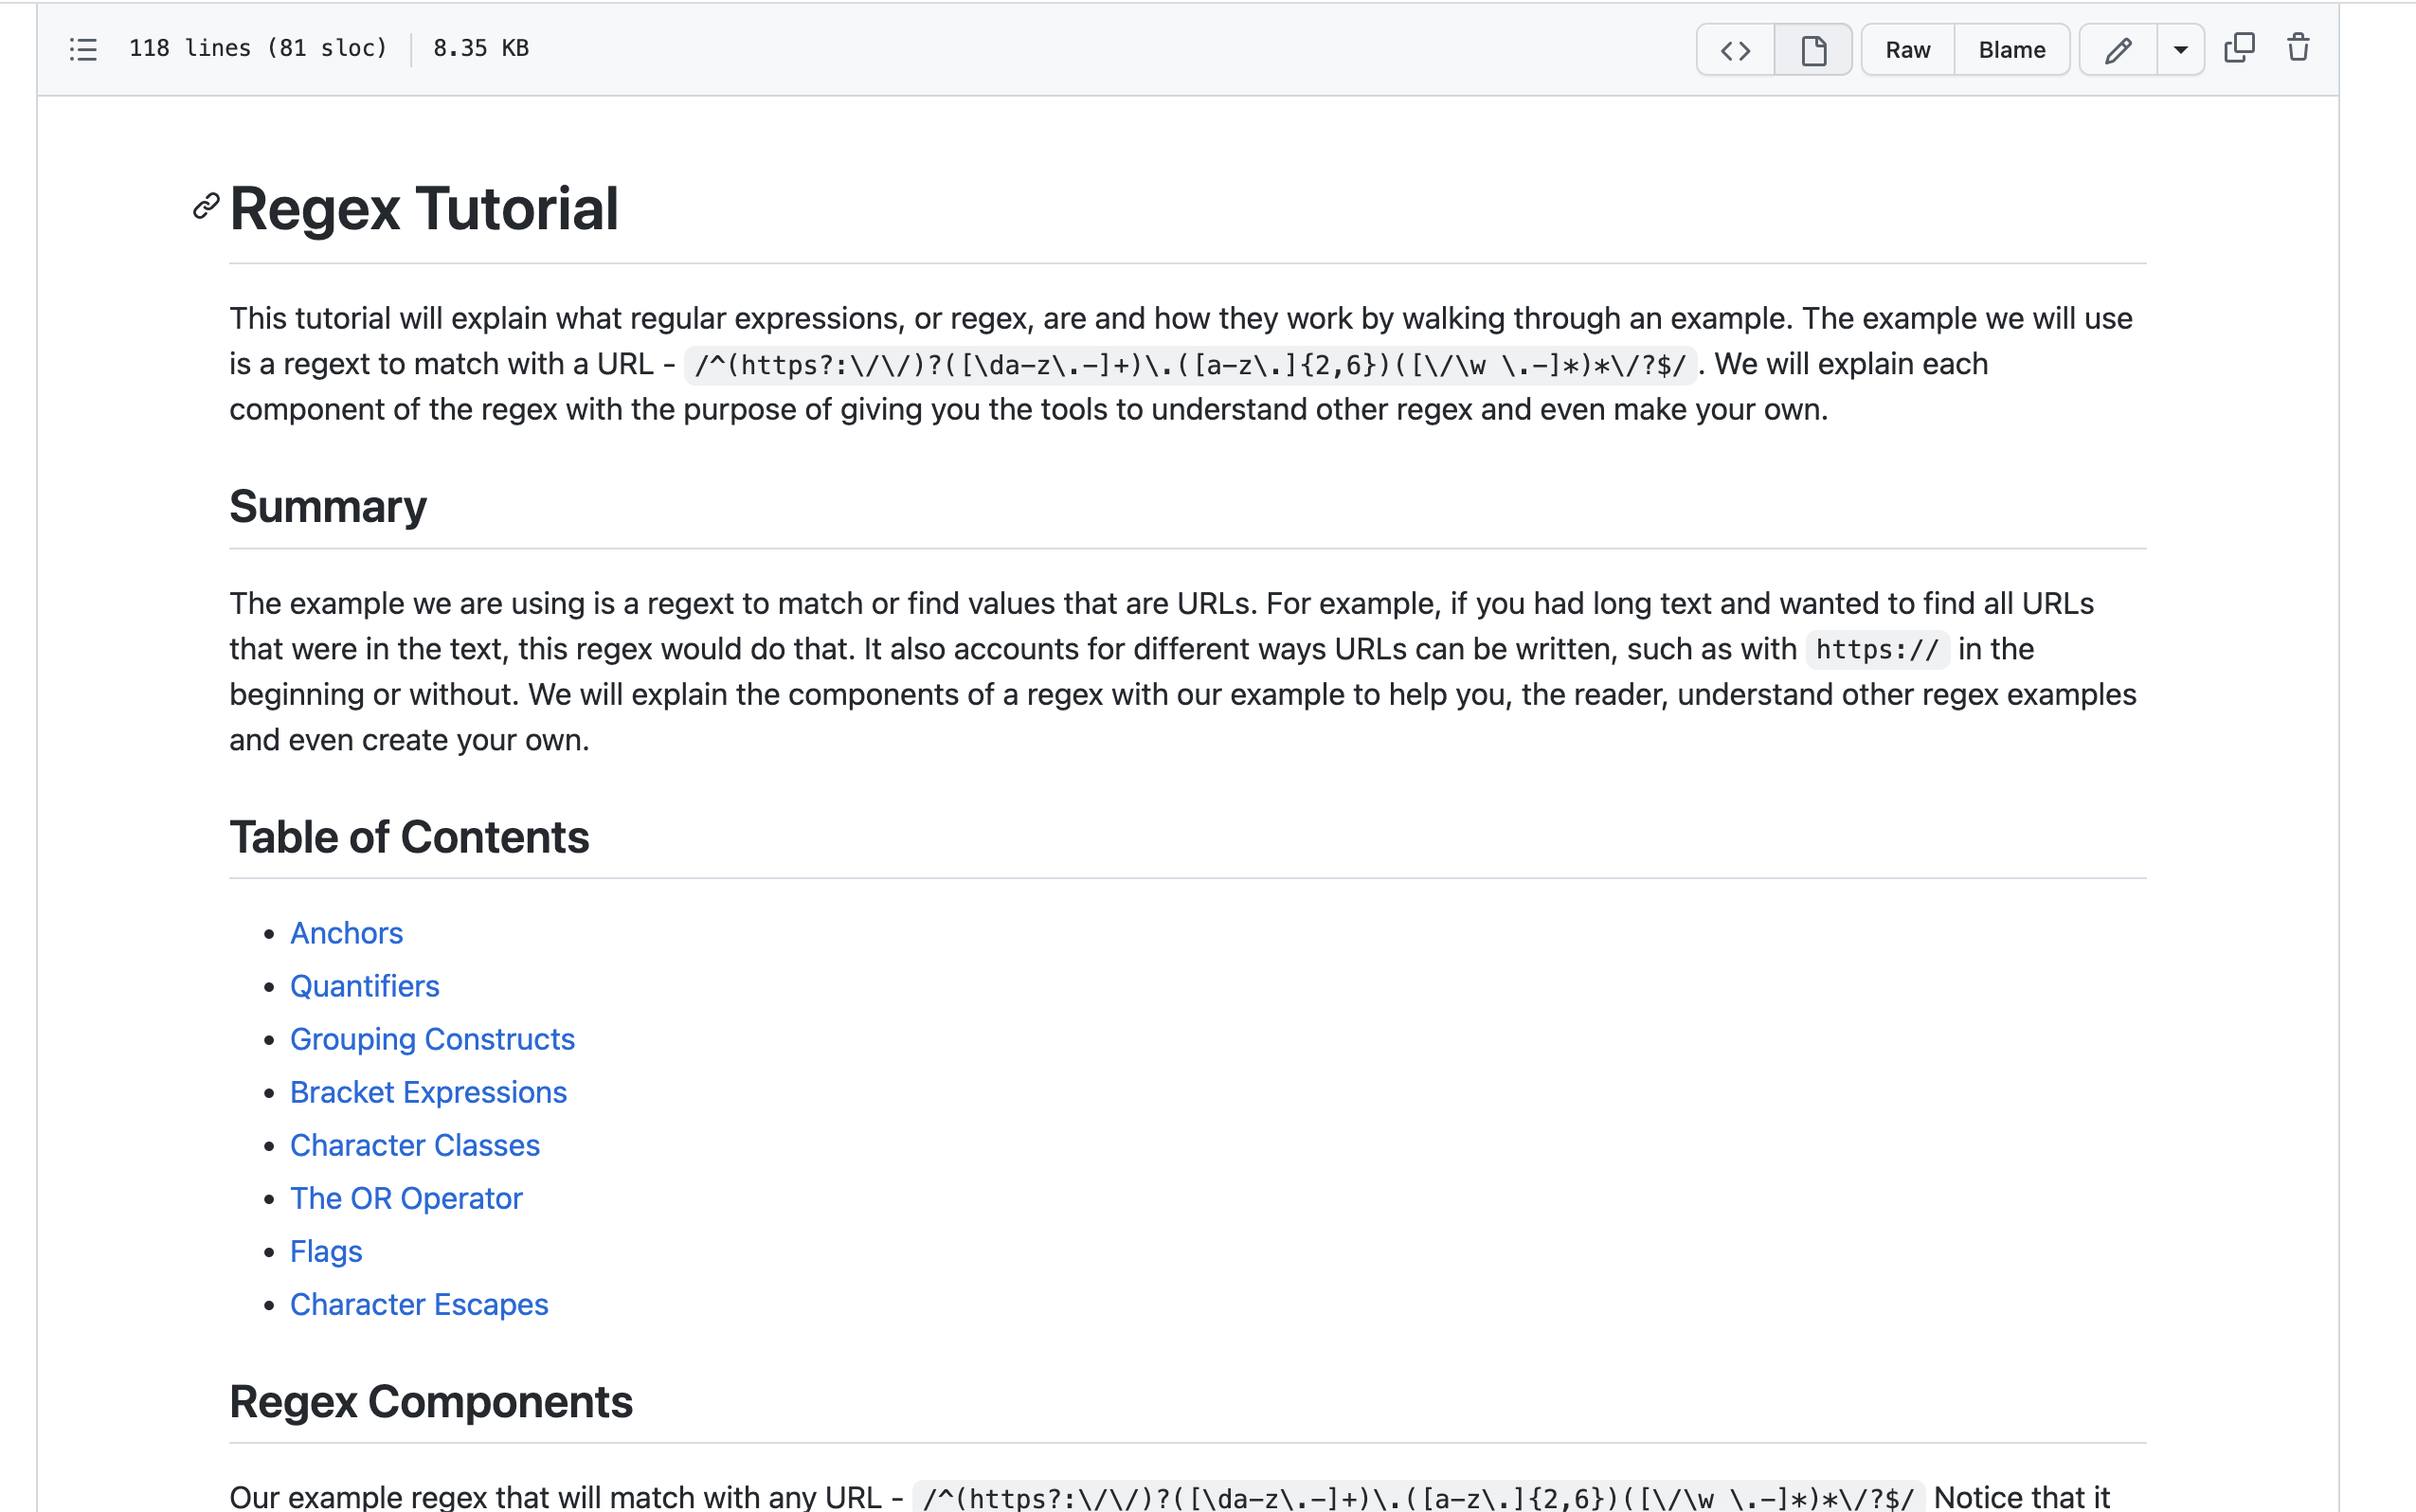 118 lines (81 sloc) 8.35 KB Raw Blame
Regex Tutorial
This tutorial will explain what regular expressions, or regex, are and how they work by walking through an example. The example we will use
is a regext to match with a URL - /^(https?:\/\/)?([\da-z\.-]+)\.([a-z\.]{2,6})([\/\w \.-]*)*\/?$/. We will explain each
component of the regex with the purpose of giving you the tools to understand other regex and even make your own.
Summary
The example we are using is a regext to match or find values that are URLs. For example, if you had long text and wanted to find all URLs
that were in the text, this regex would do that. It also accounts for different ways URLs can be written, such as with https:// in the
beginning or without. We will explain the components of a regex with our example to help you, the reader, understand other regex examples
and even create your own.
Table of Contents
• Anchors
• Quantifiers
• Grouping Constructs
• Bracket Expressions
• Character Classes
• The OR Operator
• Flags
• Character Escapes
Regex Components
Our example regex that will match with any URL - /^(https?:\/\/)?([\da-z\.-]+)\.([a-z\.]{2,6})([\/\w \.-]*)*\/?$/ Notice that it